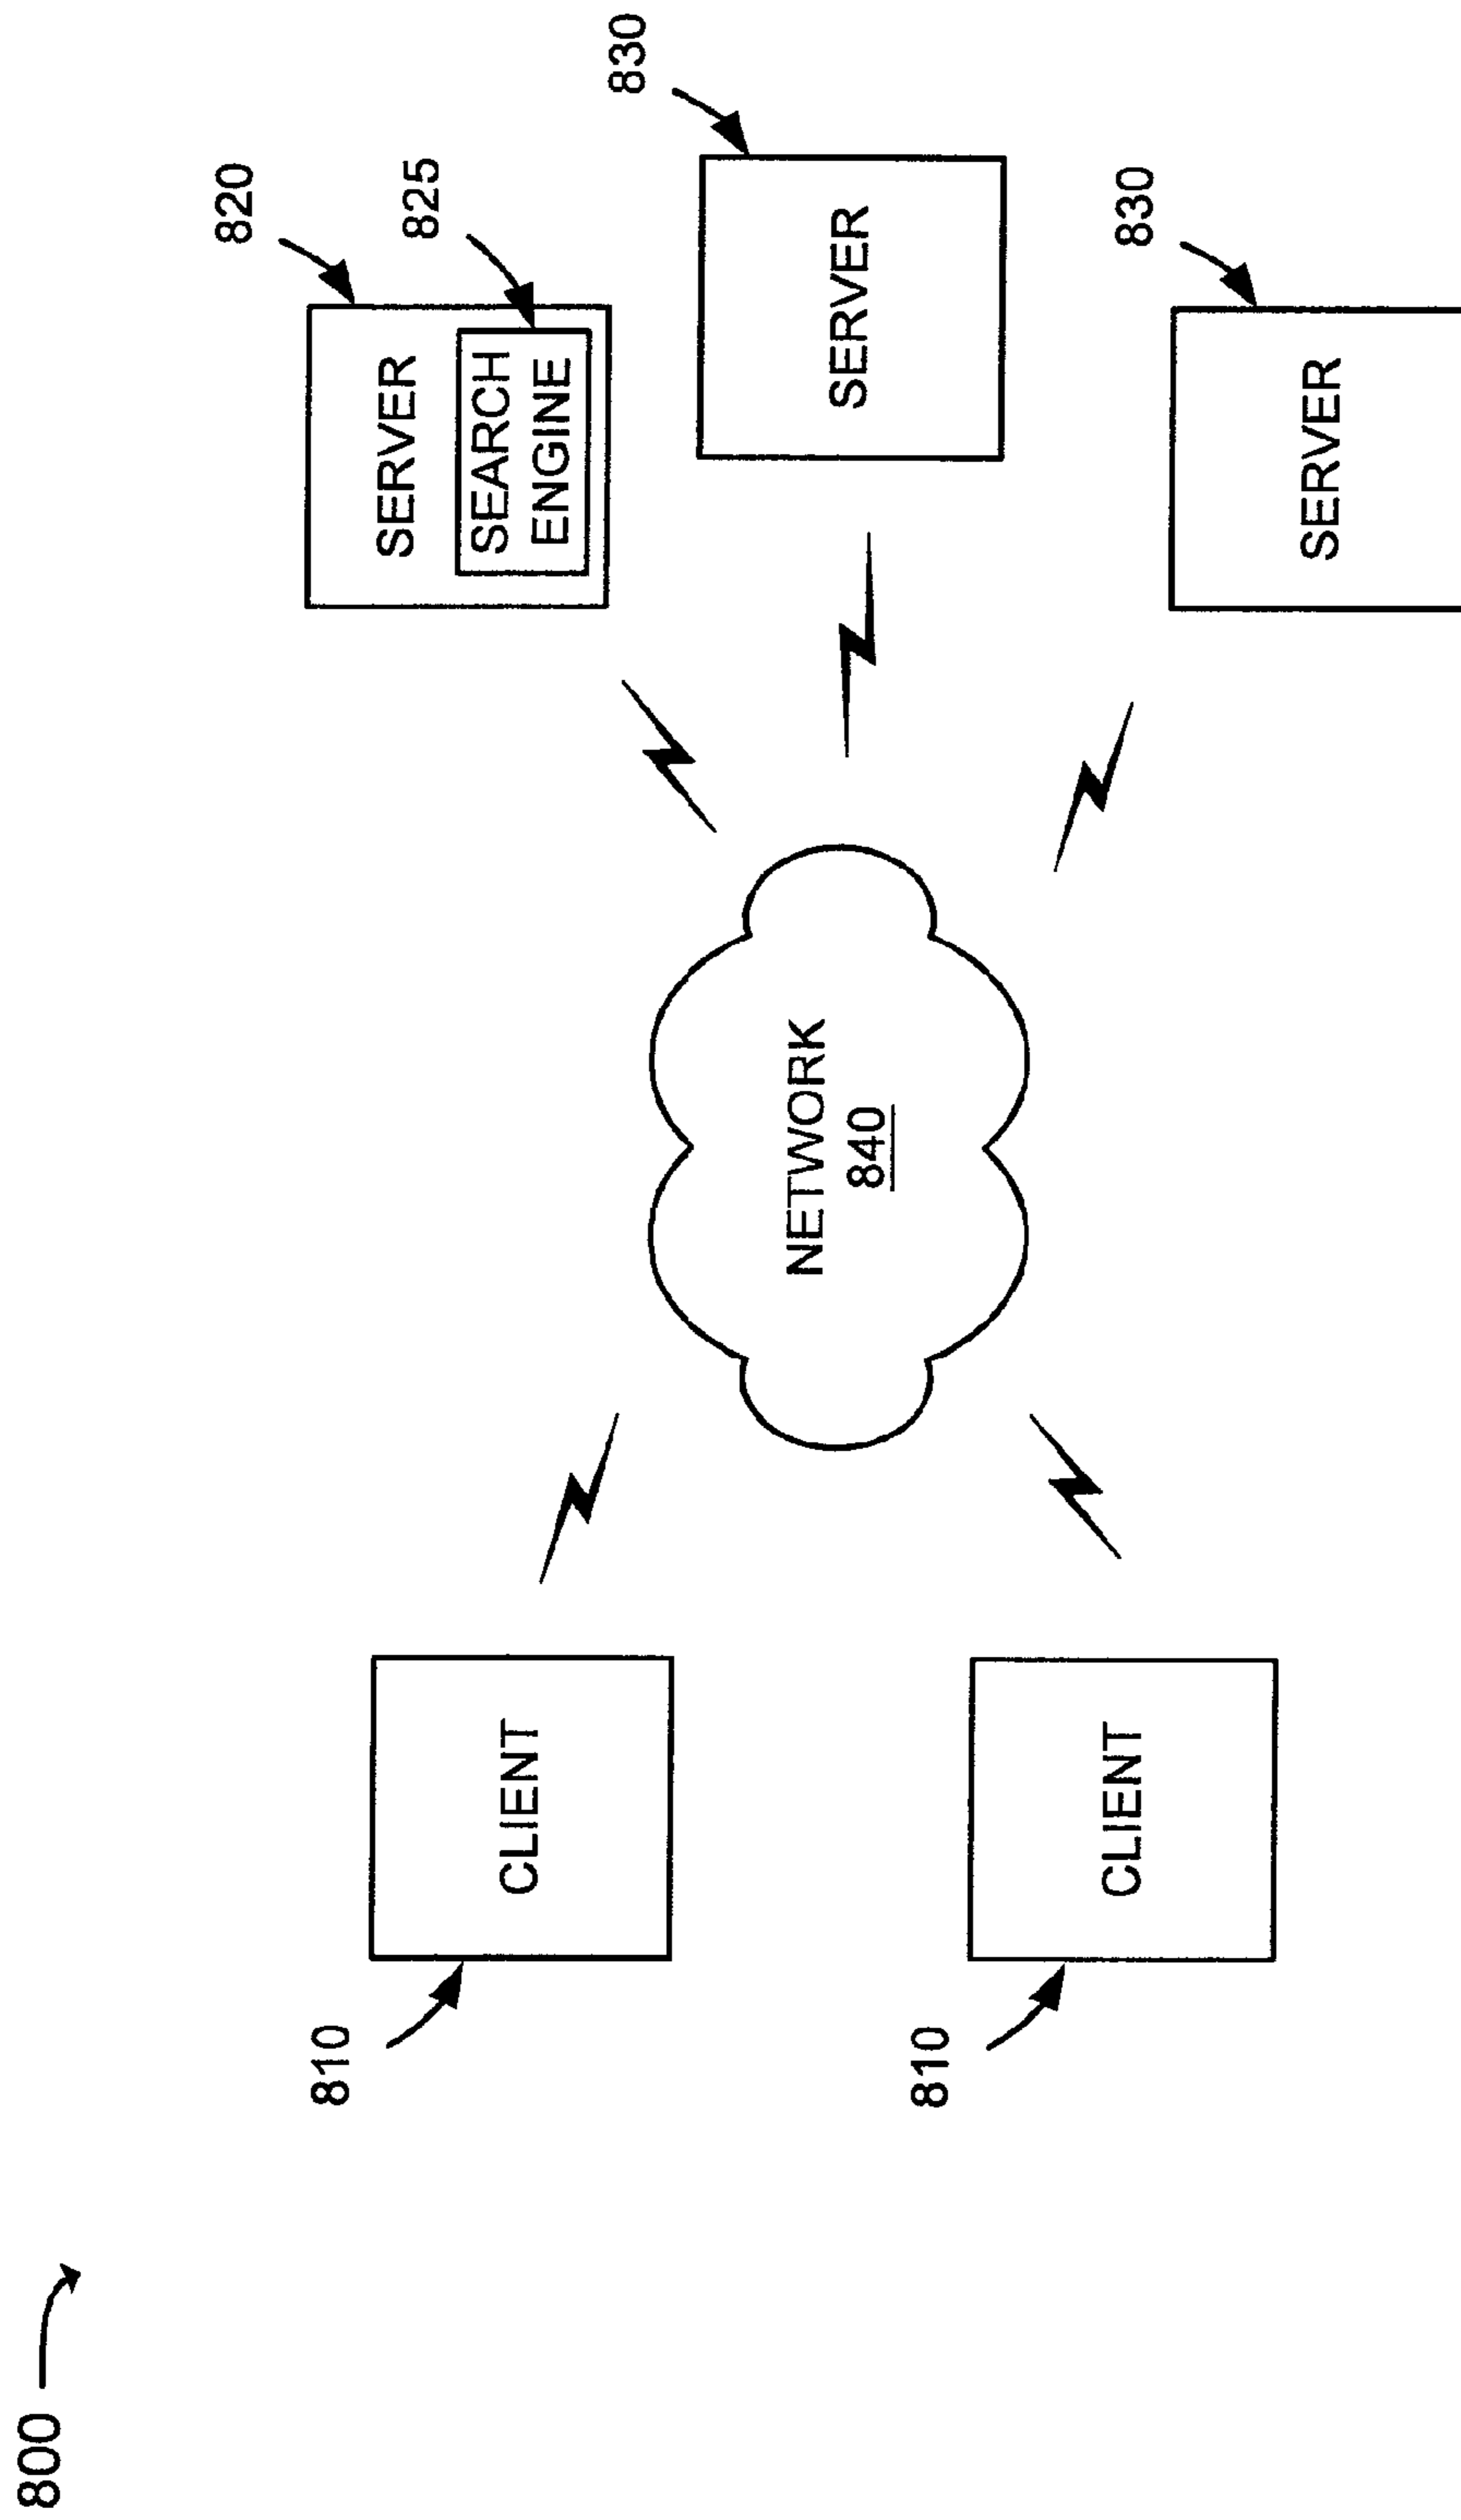 800
820
SERVER
825
SEARCH
ENGINE
810
CLIENT
NETWORK
840
830
SERVER
810
CLIENT
830
SERVER